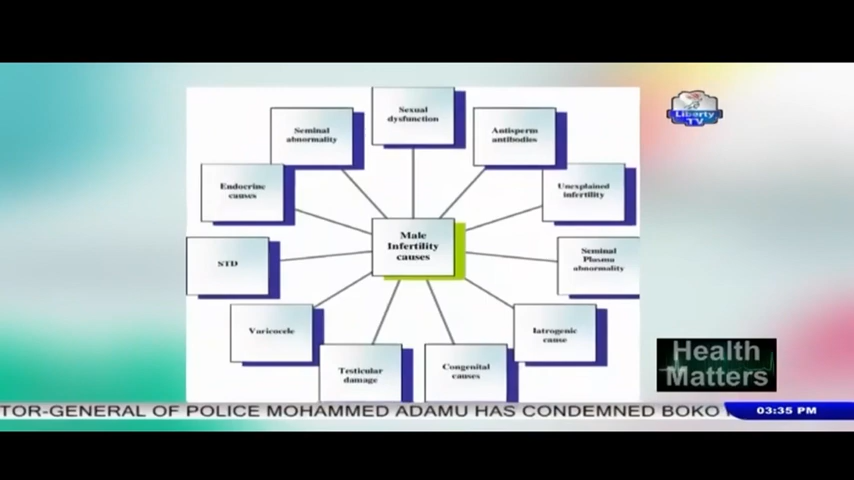 Sexual
dysfunction
Seminal
abnormality
Antisperm
antibodies
Liberty
TV
Endocrine
causes
Unexplained
infertility
Male
Infertility
causes
STD
Seminal
Plasma
abnormality
Varicocele
Iatrogenic
cause
Testicular
damage
Congenital
causes
Health
Matters
TOR-GENERAL OF POLICE MOHAMMED ADAMU HAS CONDEMNED BOKO
03:35 PM